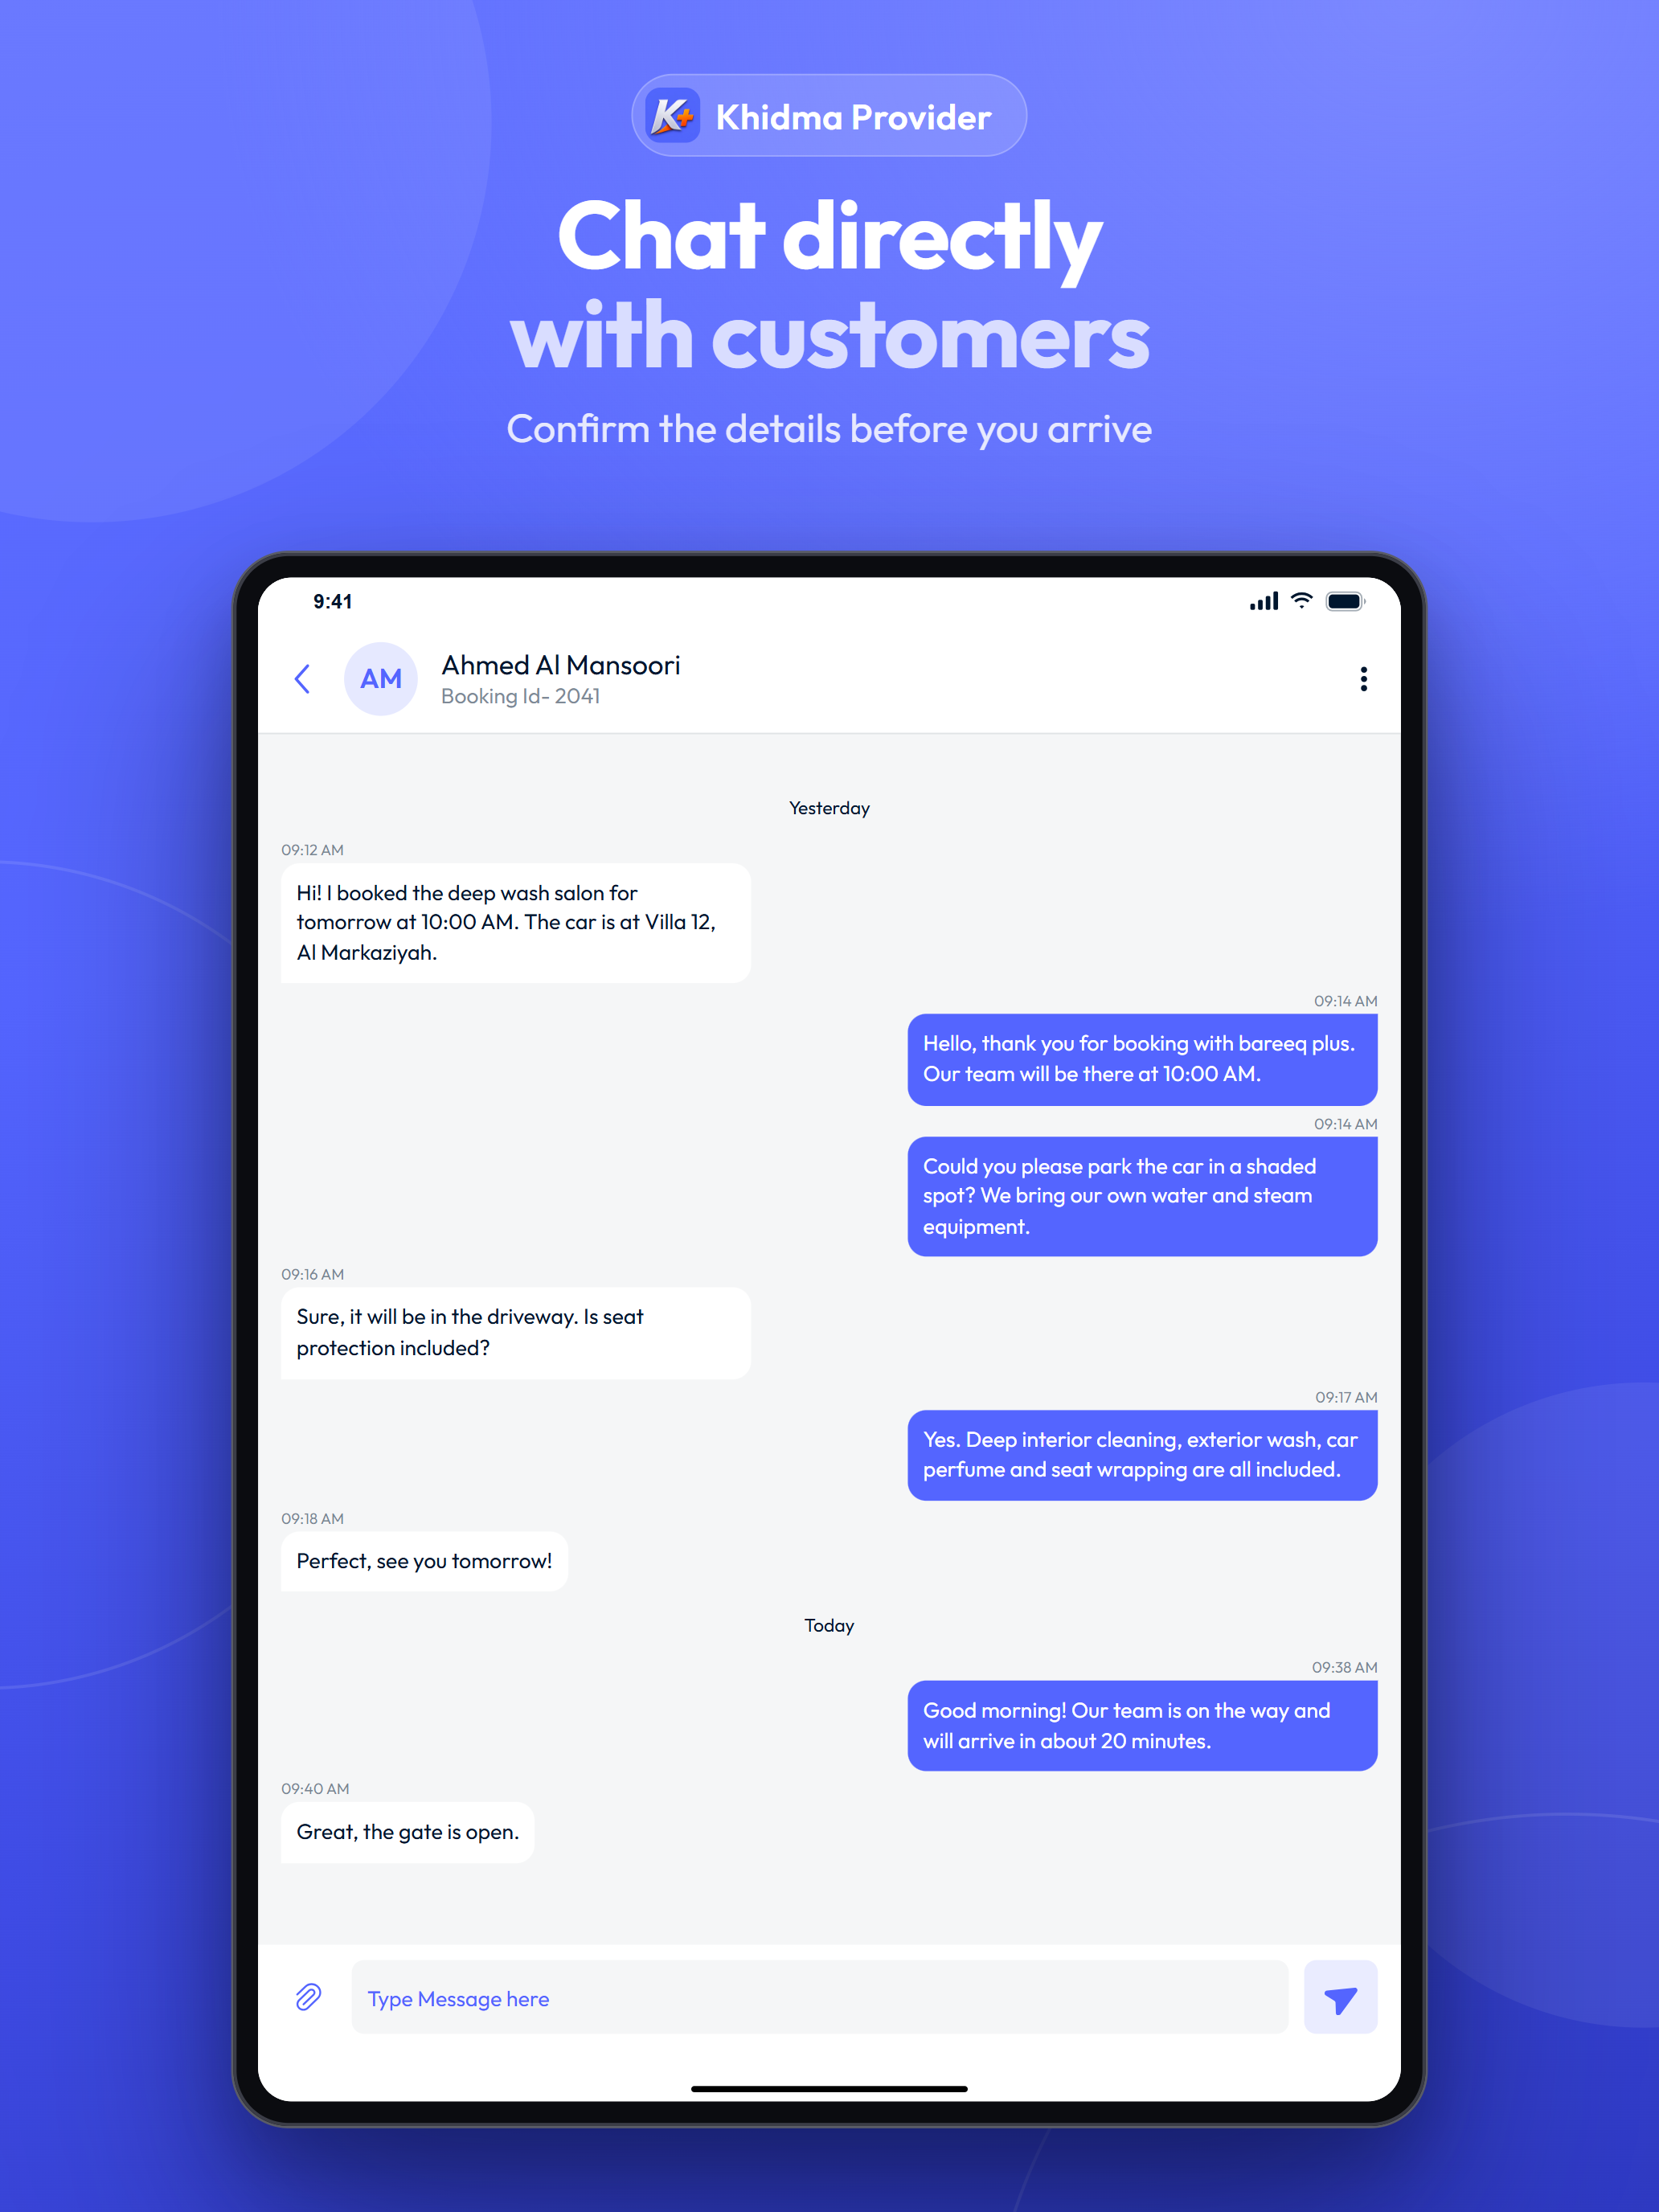 K+ Khidma Provider
Chat directly
with customers
Confirm the details before you arrive
9:41
AM
Ahmed Al Mansoori
Booking Id- 2041
Yesterday
09:12 AM
Hi! I booked the deep wash salon for
tomorrow at 10:00 AM. The car is at Villa 12,
Al Markaziyah.
09:14 AM
Hello, thank you for booking with bareeq plus.
Our team will be there at 10:00 AM.
09:14 AM
Could you please park the car in a shaded
spot? We bring our own water and steam
equipment.
09:16 AM
Sure, it will be in the driveway. Is seat
protection included?
09:17 AM
Yes. Deep interior cleaning, exterior wash, car
perfume and seat wrapping are all included.
09:18 AM
Perfect, see you tomorrow!
Today
09:38 AM
Good morning! Our team is on the way and
will arrive in about 20 minutes.
09:40 AM
Great, the gate is open.
Type Message here